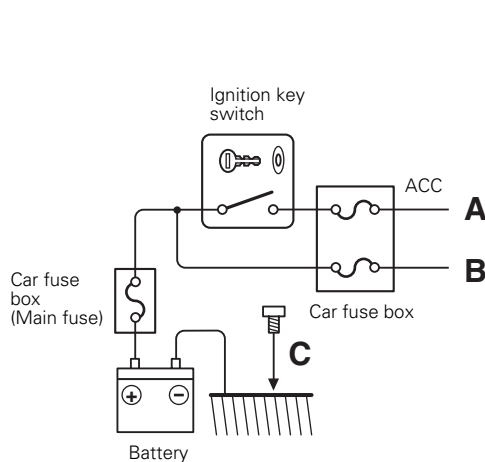 Ignition key
switch
ACC
A
B
Car fuse
box
(Main fuse)
Car fuse box
C
+
−
Battery